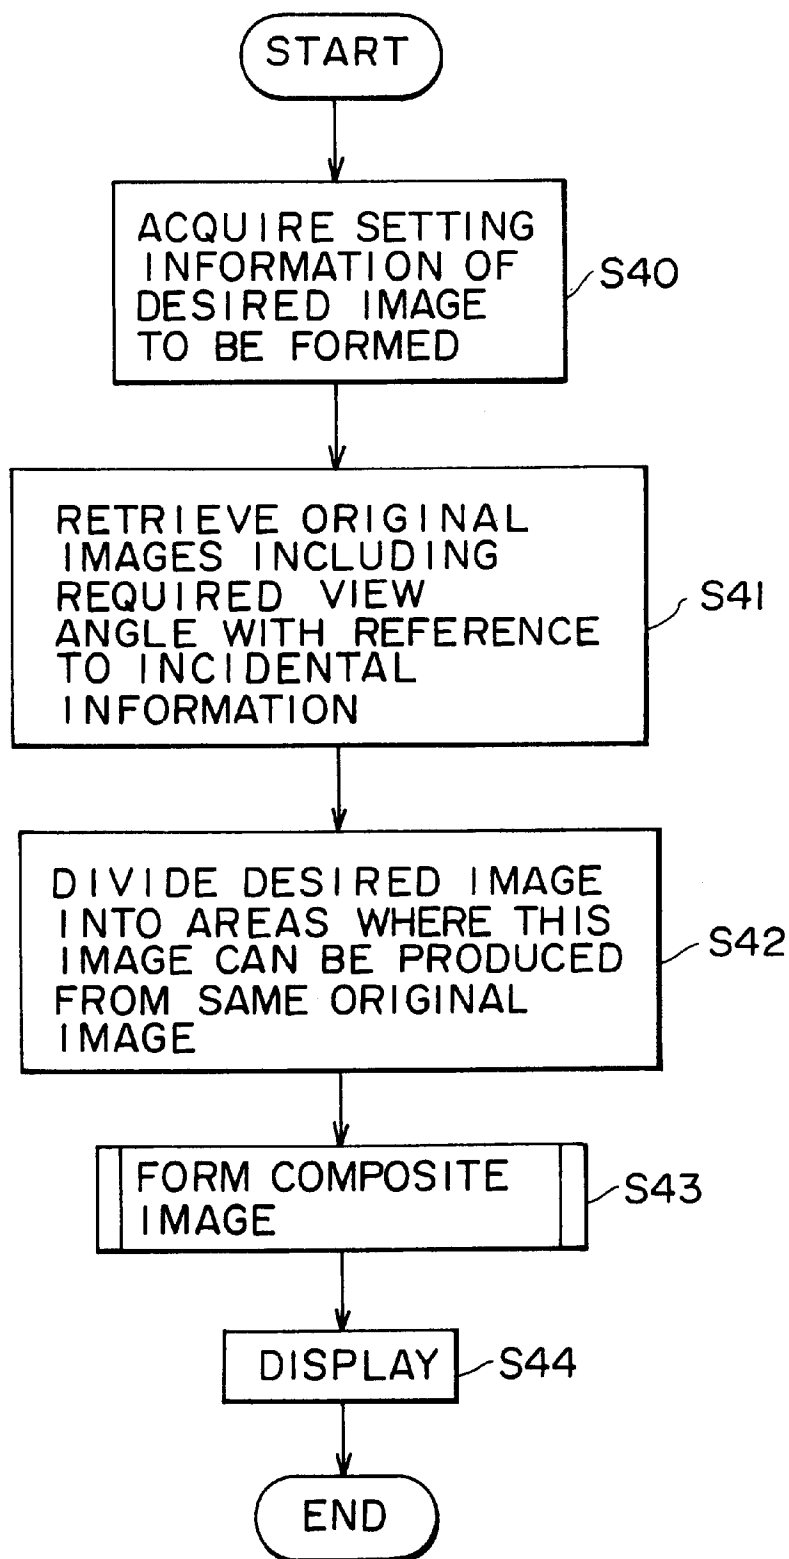 START
ACQUIRE SETTING
INFORMATION OF
DESIRED IMAGE
TO BE FORMED
S40
RETRIEVE ORIGINAL
IMAGES INCLUDING
REQUIRED VIEW
ANGLE WITH REFERENCE
TO INCIDENTAL
INFORMATION
S41
DIVIDE DESIRED IMAGE
INTO AREAS WHERE THIS
IMAGE CAN BE PRODUCED
FROM SAME ORIGINAL
IMAGE
S42
FORM COMPOSITE
IMAGE
S43
DISPLAY
S44
END